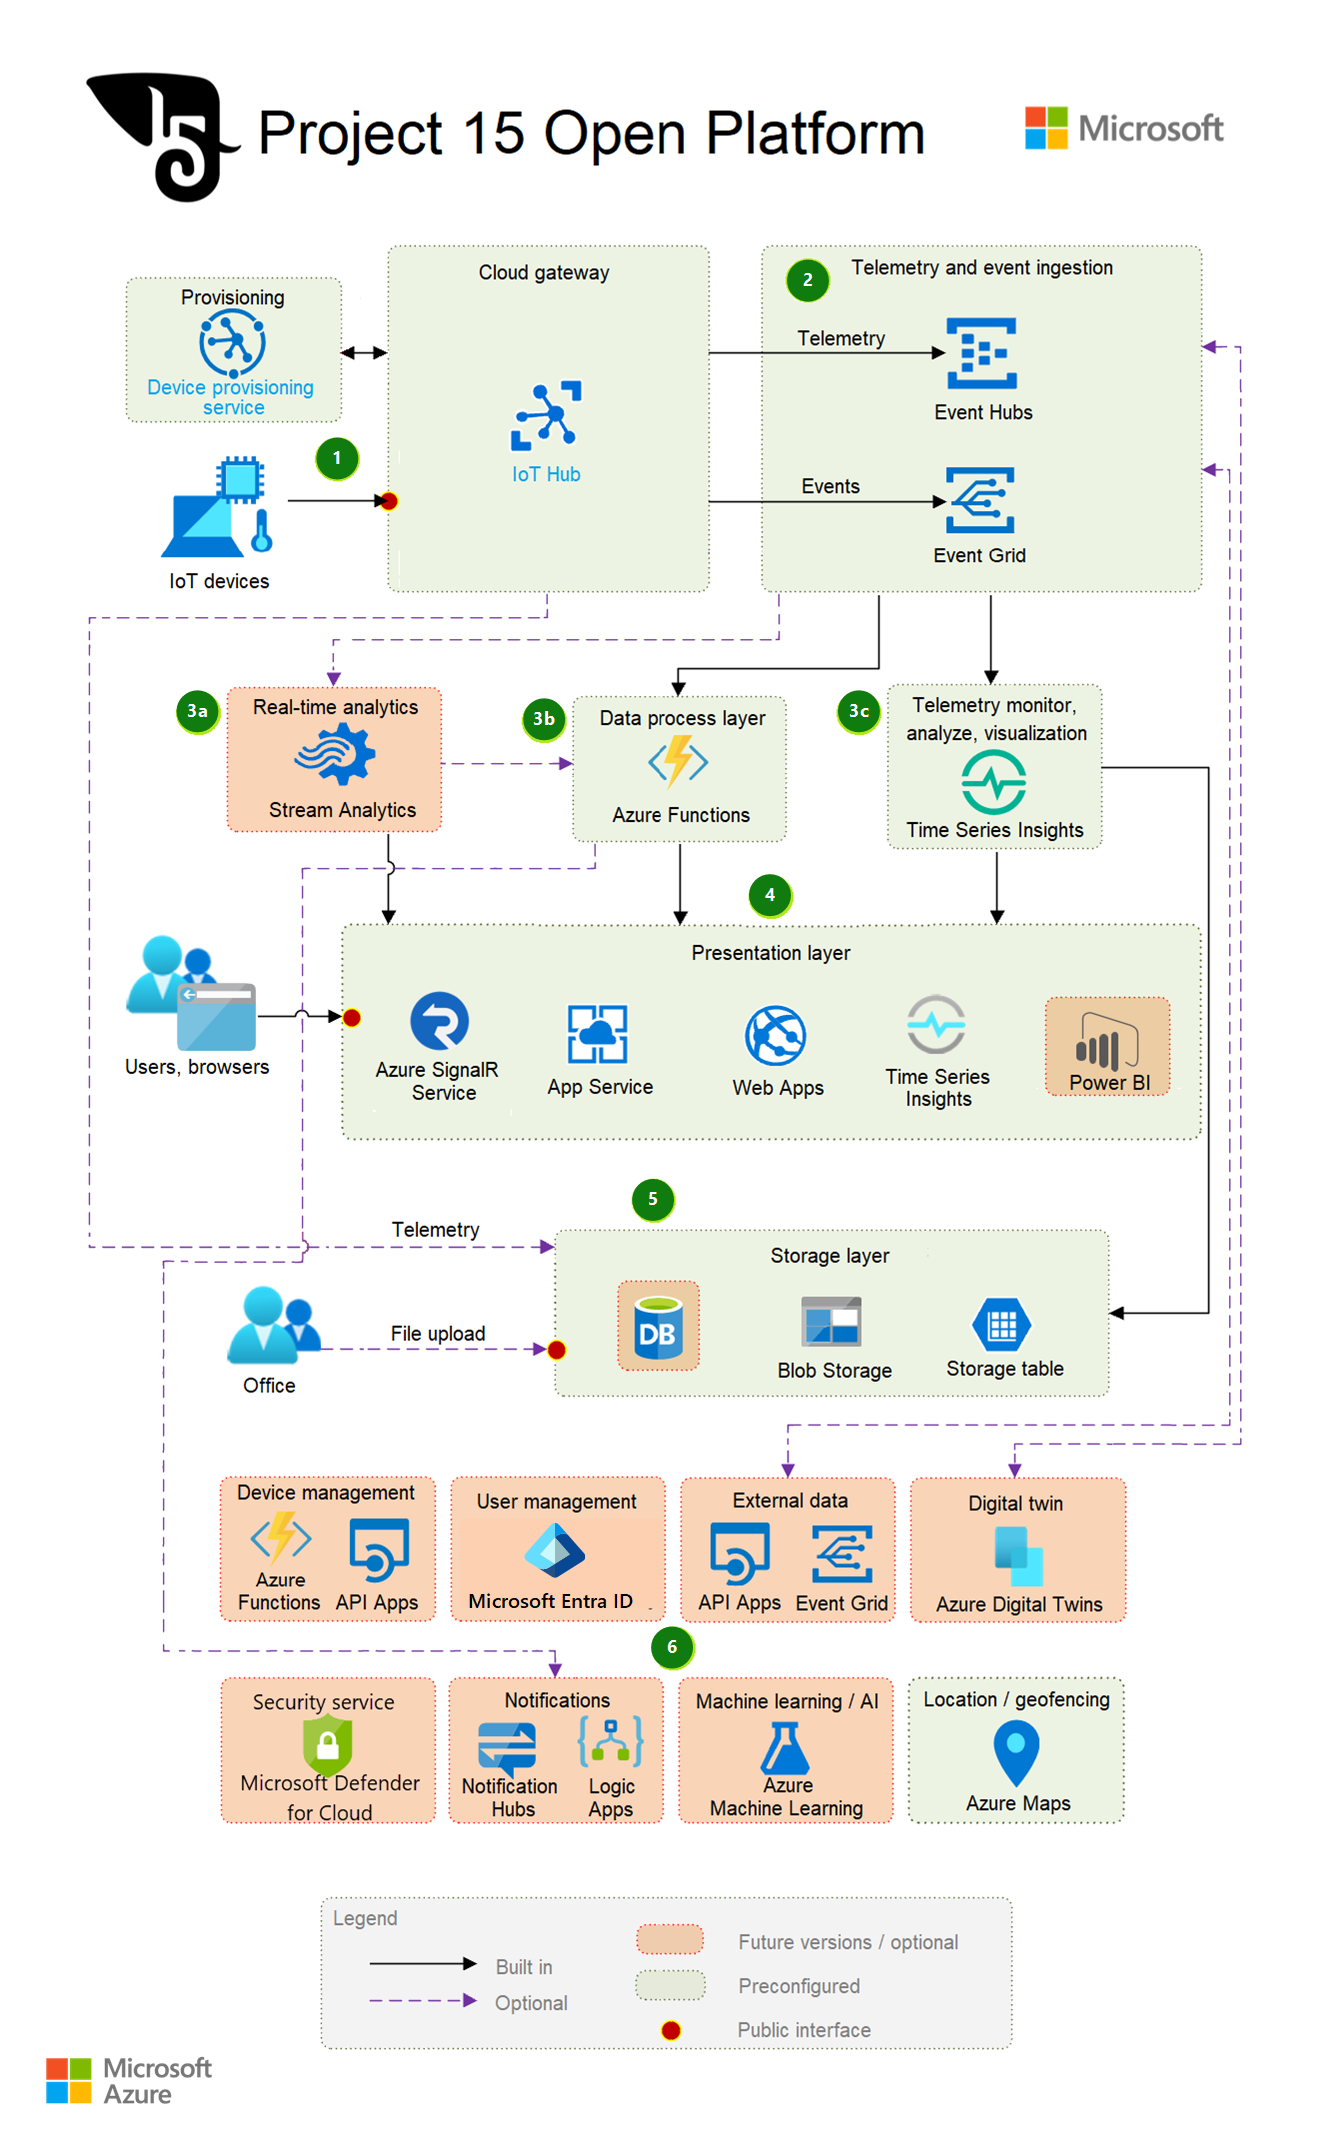 Project 15 Open Platform
Microsoft
Cloud gateway
2
Telemetry and event ingestion
Provisioning
Device provisioning
service
Telemetry
Event Hubs
1
IoT Hub
Events
Event Grid
IoT devices
3a
Real-time analytics
Stream Analytics
3b
Data process layer
Azure Functions
3c
Telemetry monitor,
analyze, visualization
Time Series Insights
4
Presentation layer
Users, browsers
Azure SignalR
Service
App Service
Web Apps
Time Series
Insights
Power BI
5
Telemetry
Storage layer
File upload
Office
DB
Blob Storage
Storage table
Device management
Azure
Functions
API Apps
User management
Microsoft Entra ID
External data
API Apps
Event Grid
Digital twin
Azure Digital Twins
6
Security service
Microsoft Defender
for Cloud
Notifications
Notification
Hubs
Logic
Apps
Machine learning / AI
Azure
Machine Learning
Location / geofencing
Azure Maps
Legend
Built in
Optional
Future versions / optional
Preconfigured
Public interface
Microsoft
Azure